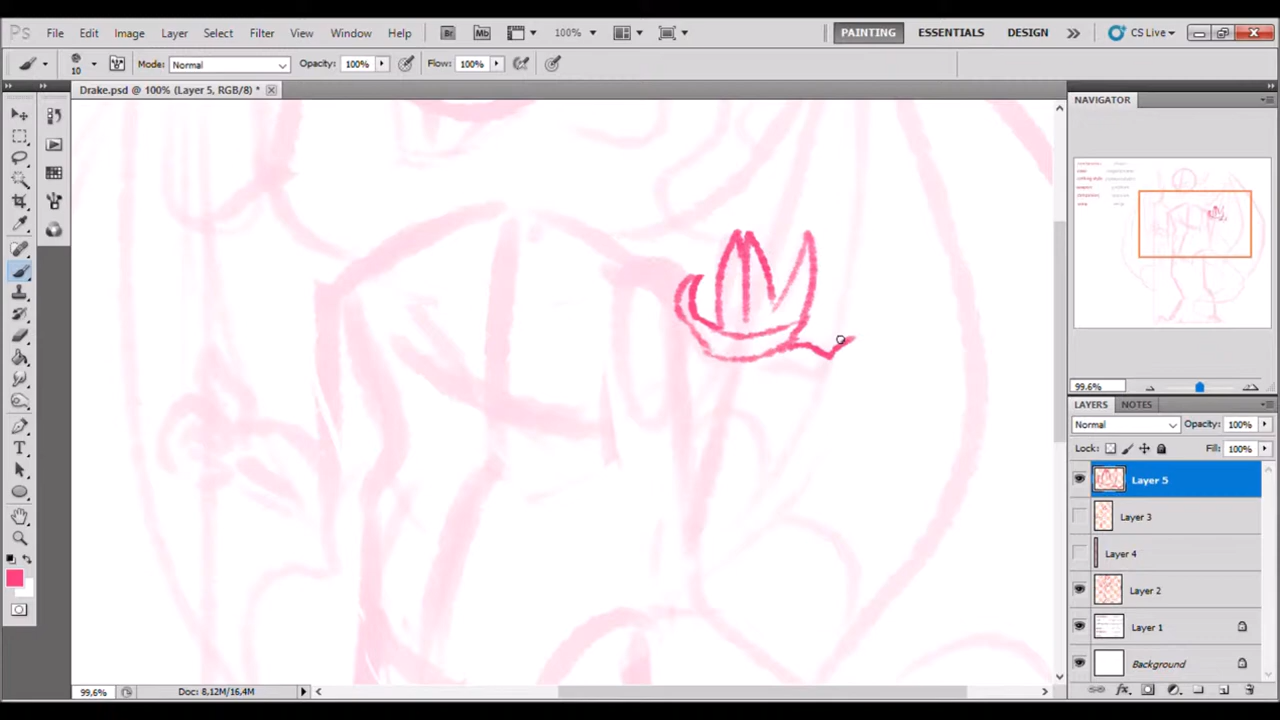 PS File Edit Image Layer Select Filter View Window Help Br Mb 100% PAINTING ESSENTIALS DESIGN CS Live
10 Mode: Normal Opacity: 100% Flow: 100%
Drake.psd @ 100% (Layer 5, RGB/8) *
NAVIGATOR
99.6%
LAYERS NOTES
Normal Opacity: 100%
Lock: Fill: 100%
Layer 5
Layer 3
Layer 4
Layer 2
Layer 1
Background
T
99,6% Doc: 8,12M/16,4M
fx